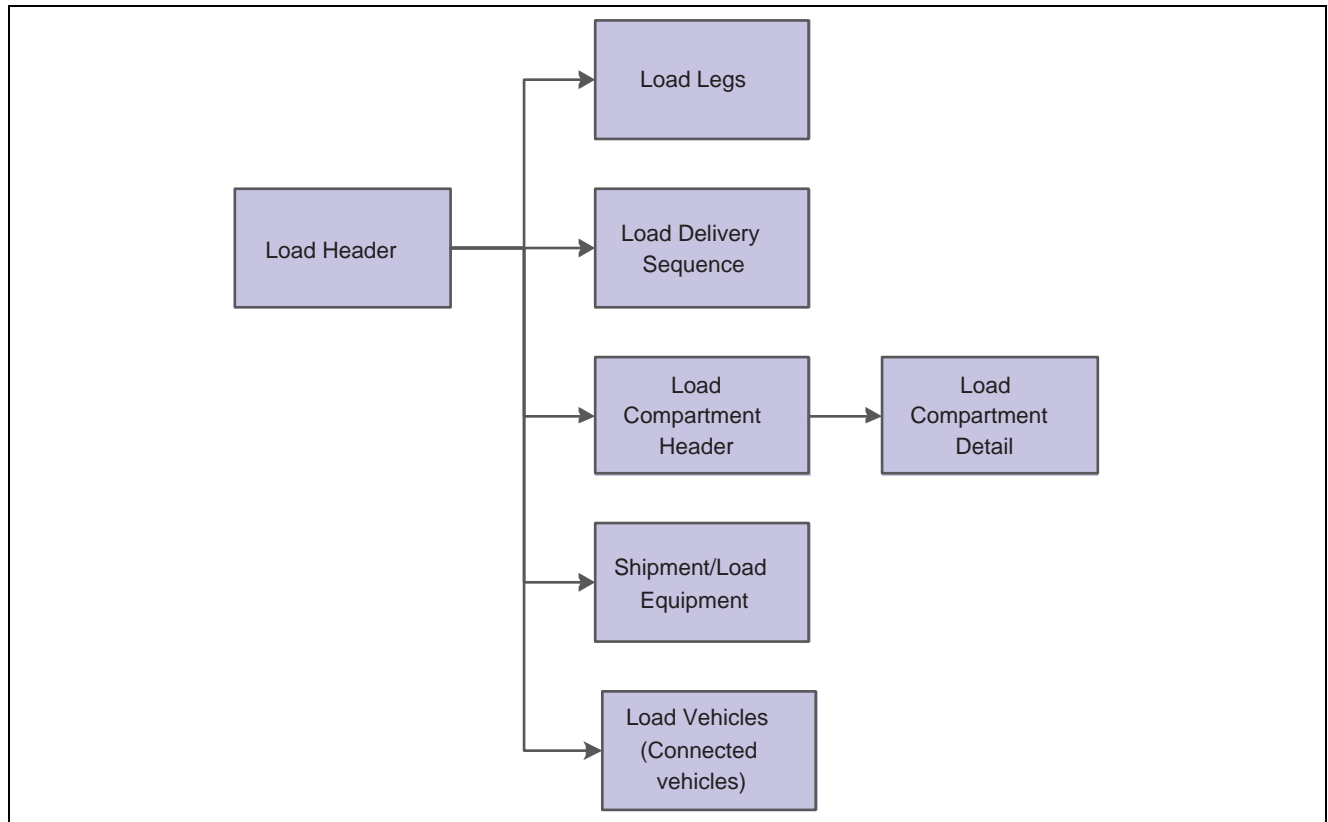 Load Legs
Load Header
Load Delivery
Sequence
Load
Compartment
Header
Load
Compartment
Detail
Shipment/Load
Equipment
Load Vehicles
(Connected
vehicles)